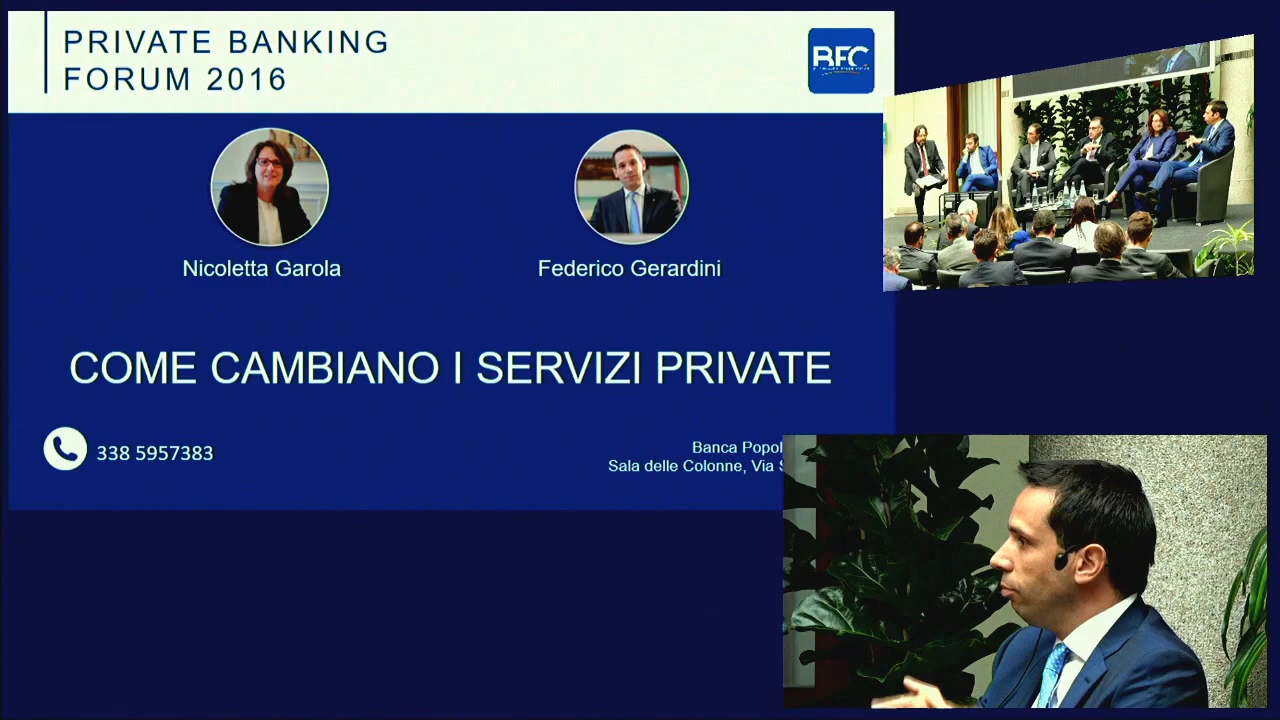 PRIVATE BANKING
FORUM 2016
BFC
Nicoletta Garola
Federico Gerardini
COME CAMBIANO I SERVIZI PRIVATE
338 5957383
Banca Popol
Sala delle Colonne, Via S